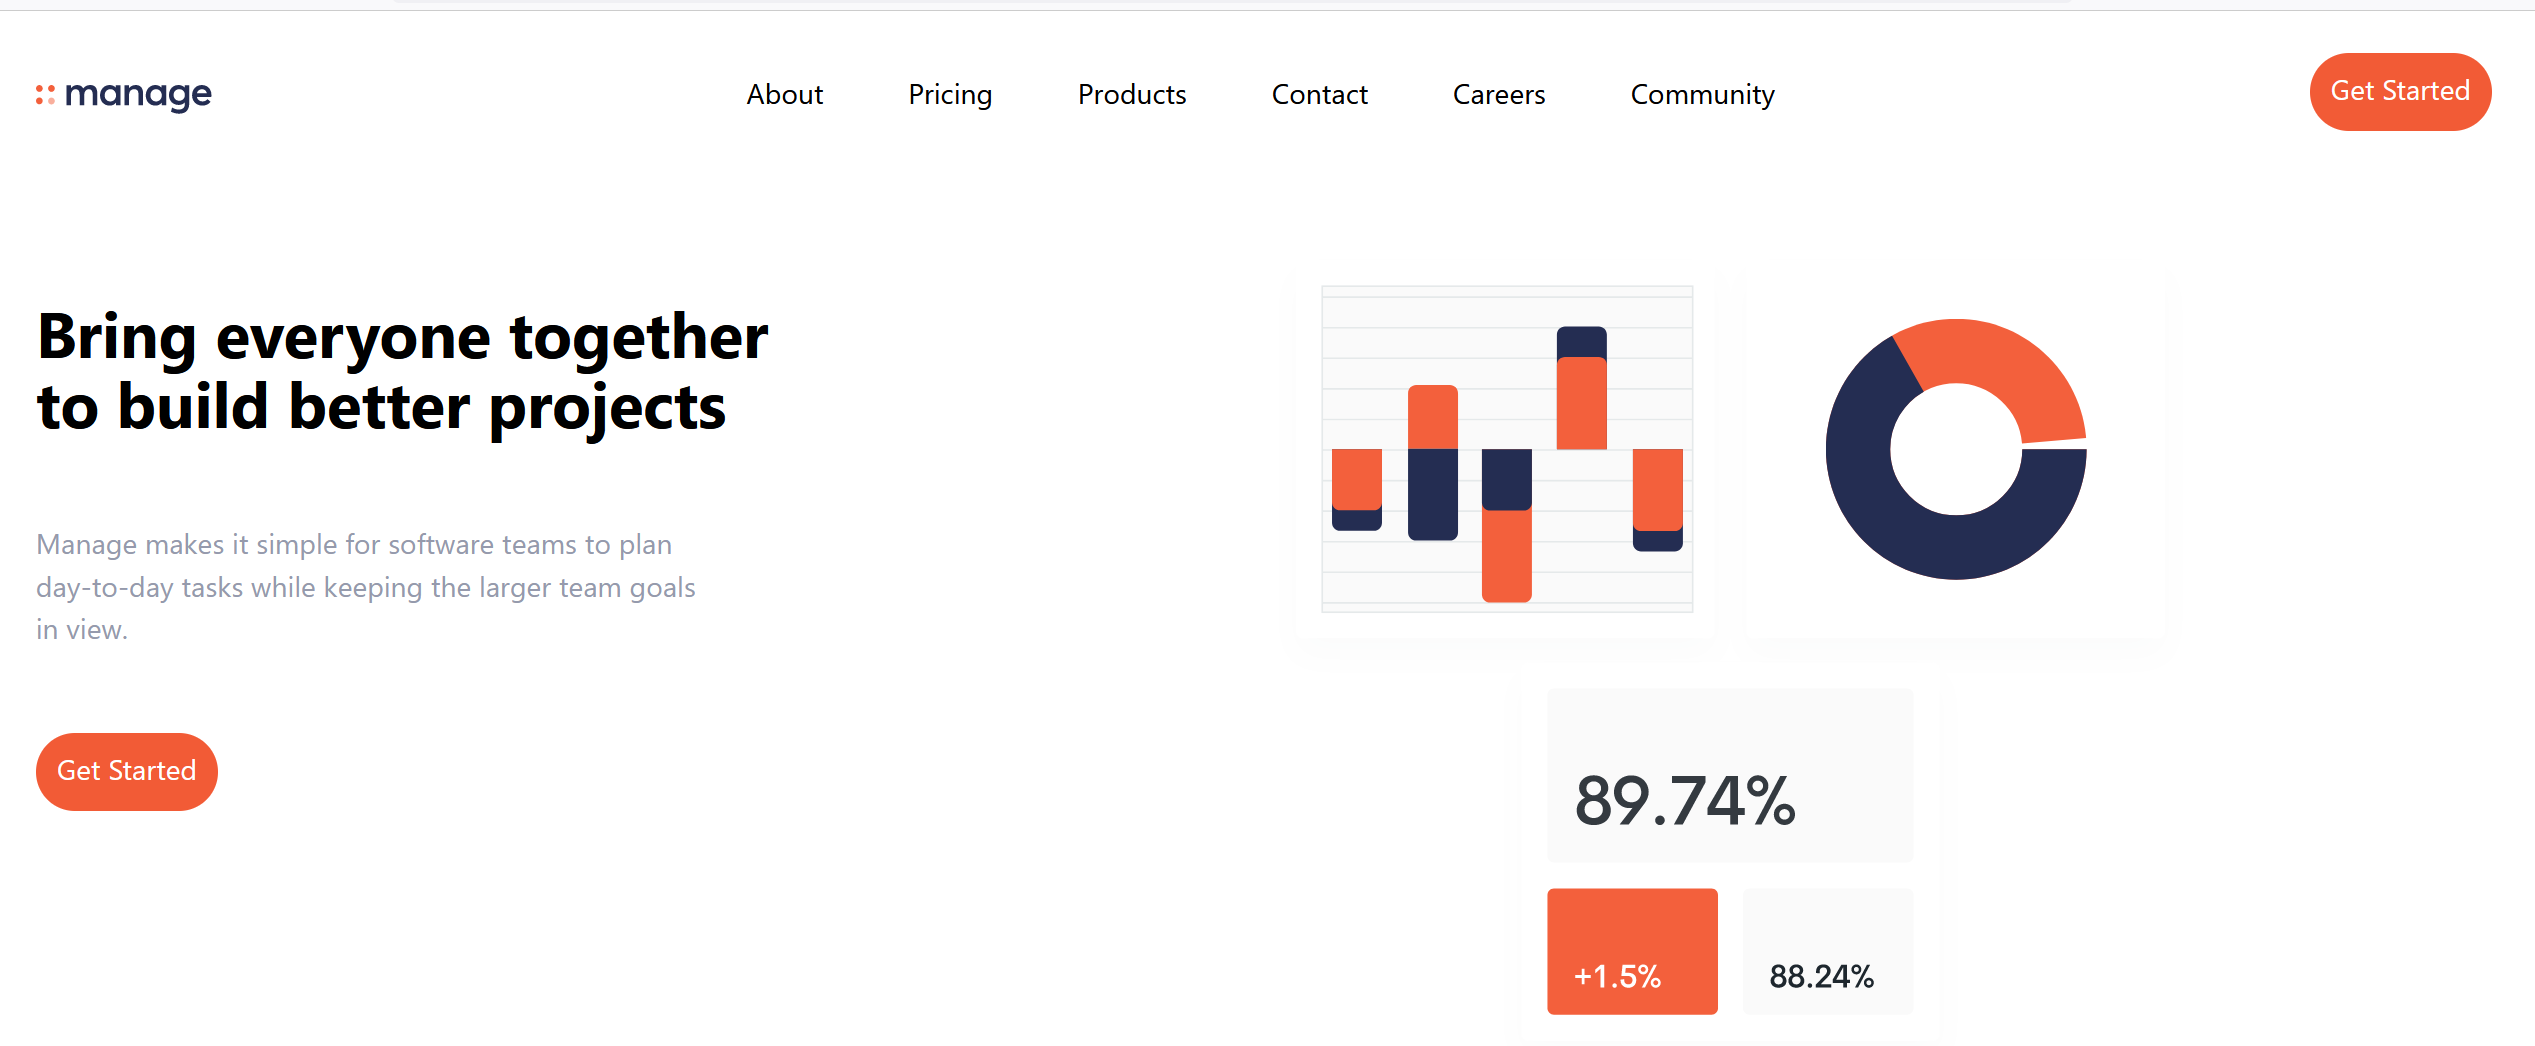 manage
About
Pricing
Products
Contact
Careers
Community
Get Started
Bring everyone together
to build better projects
Manage makes it simple for software teams to plan
day-to-day tasks while keeping the larger team goals
in view.
Get Started
89.74%
+1.5%
88.24%